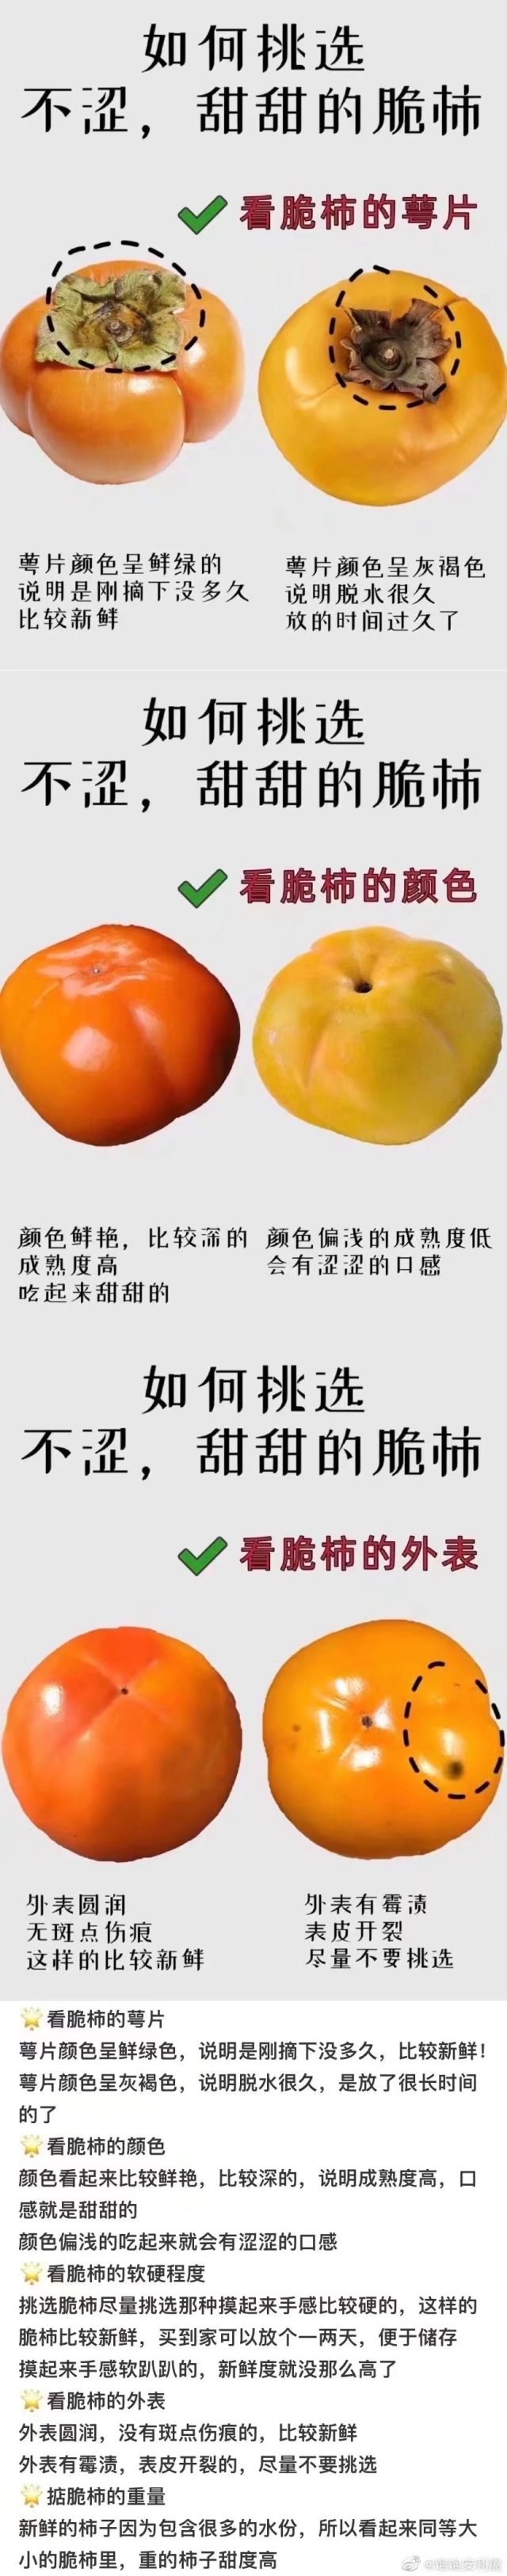 如何挑选
不涩，甜甜的脆柿
看脆柿的萼片
萼片颜色呈鲜绿的
说明是刚摘下没多久
比较新鲜
萼片颜色呈灰褐色
说明脱水很久
放的时间过久了
如何挑选
不涩，甜甜的脆柿
看脆柿的颜色
颜色鲜艳，比较深的
成熟度高
吃起来甜甜的
颜色偏浅的成熟度低
会有涩涩的口感
如何挑选
不涩，甜甜的脆柿
看脆柿的外表
外表圆润
无斑点伤痕
这样的比较新鲜
外表有霉渍
表皮开裂
尽量不要挑选
看脆柿的萼片
萼片颜色呈鲜绿色，说明是刚摘下没多久，比较新鲜！
萼片颜色呈灰褐色，说明脱水很久，是放了很长时间
的了
看脆柿的颜色
颜色看起来比较鲜艳，比较深的，说明成熟度高，口
感就是甜甜的
颜色偏浅的吃起来就会有涩涩的口感
看脆柿的软硬程度
挑选脆柿尽量挑选那种摸起来手感比较硬的，这样的
脆柿比较新鲜，买到家可以放个一两天，便于储存
摸起来手感软趴趴的，新鲜度就没那么高了
看脆柿的外表
外表圆润，没有斑点伤痕的，比较新鲜
外表有霉渍，表皮开裂的，尽量不要挑选
掂脆柿的重量
新鲜的柿子因为包含很多的水份，所以看起来同等大
小的脆柿里，重的柿子甜度高